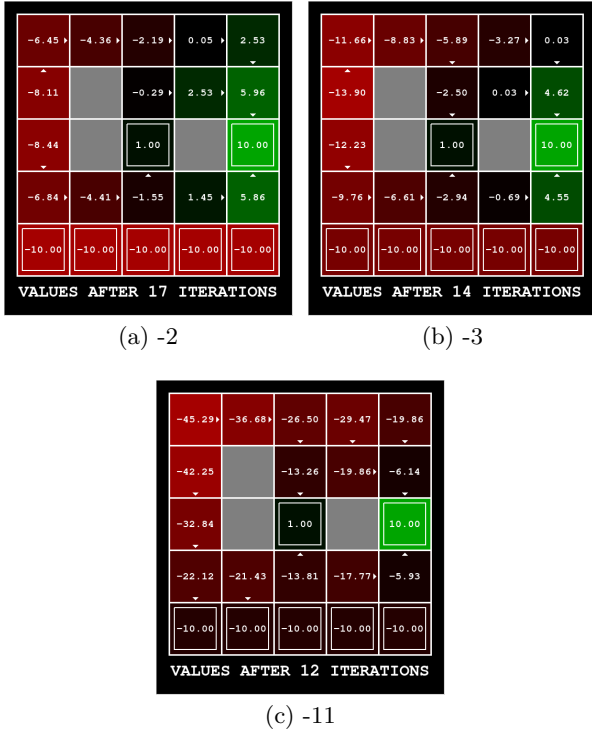 -6.45 -4.36 -2.19 0.05 2.53
-8.11 -0.29 2.53 5.96
-8.44 1.00 10.00
-6.84 -4.41 -1.55 1.45 5.86
-10.00 -10.00 -10.00 -10.00 -10.00
VALUES AFTER 17 ITERATIONS
(a) -2
-11.66 -8.83 -5.89 -3.27 0.03
-13.90 -2.50 0.03 4.62
-12.23 1.00 10.00
-9.76 -6.61 -2.94 -0.69 4.55
-10.00 -10.00 -10.00 -10.00 -10.00
VALUES AFTER 14 ITERATIONS
(b) -3
-45.29 -36.68 -26.50 -29.47 -19.86
-42.25 -13.26 -19.86 -6.14
-32.84 1.00 10.00
-22.12 -21.43 -13.81 -17.77 -5.93
-10.00 -10.00 -10.00 -10.00 -10.00
VALUES AFTER 12 ITERATIONS
(c) -11